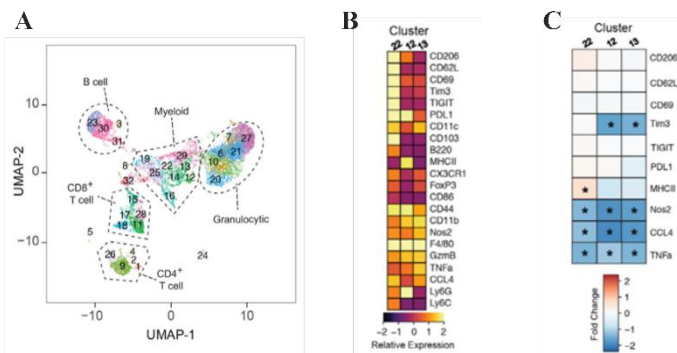 A
B
C
B cell
Myeloid
CD8+
T cell
CD4+
T cell
Granulocytic
23
30
3
31
8
19
29
32
25
22
13
14
12
16
15
17
28
18
11
5
26
4
2
9
1
24
7
27
6
21
10
20
10
0
−10
UMAP-2
−10
0
10
UMAP-1
Cluster
22 12 13
CD206
CD62L
CD69
Tim3
TIGIT
PDL1
CD11c
CD103
B220
MHCII
CX3CR1
FoxP3
CD86
CD44
CD11b
Nos2
F4/80
GzmB
TNFa
CCL4
Ly6G
Ly6C
−2 −1 0 1 2
Relative Expression
Cluster
22 12 13
CD206
CD62L
CD69
Tim3 * *
TIGIT
PDL1
MHCII *
Nos2 * * *
CCL4 * * *
TNFa * * *
Fold Change
2
1
0
−1
−2